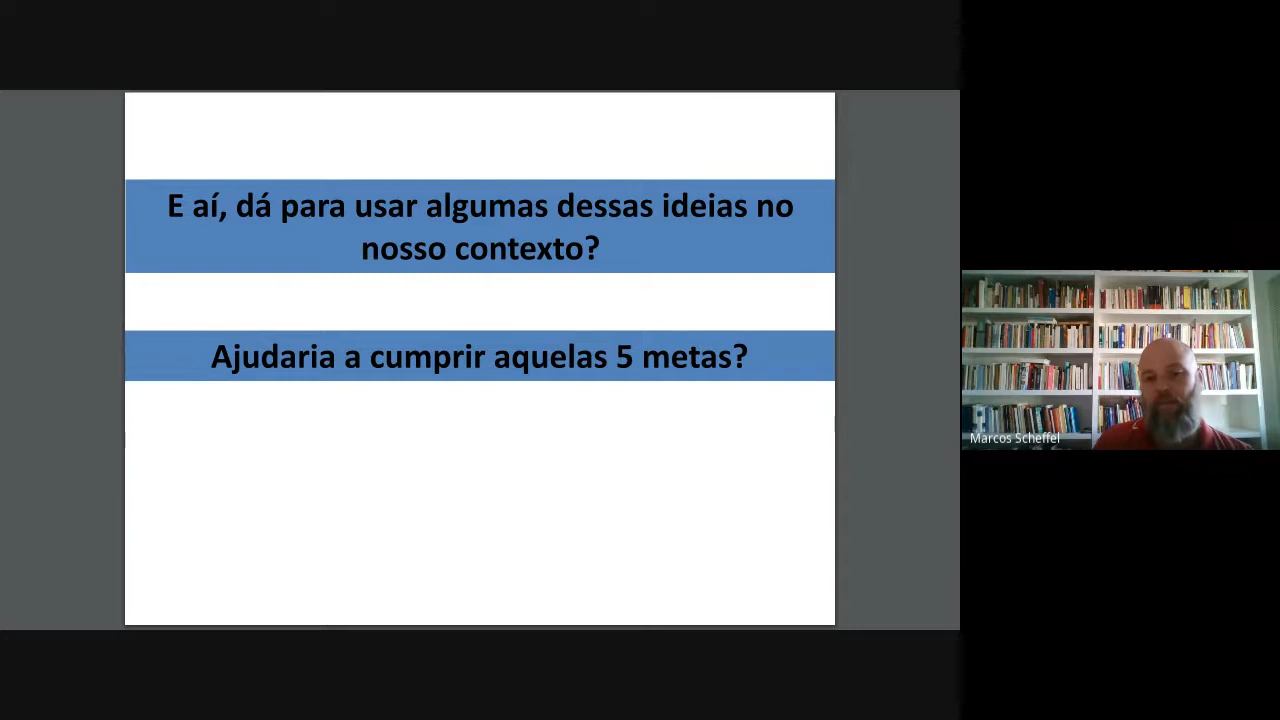 E aí, dá para usar algumas dessas ideias no
nosso contexto?
Ajudaria a cumprir aquelas 5 metas?
Marcos Scheffel